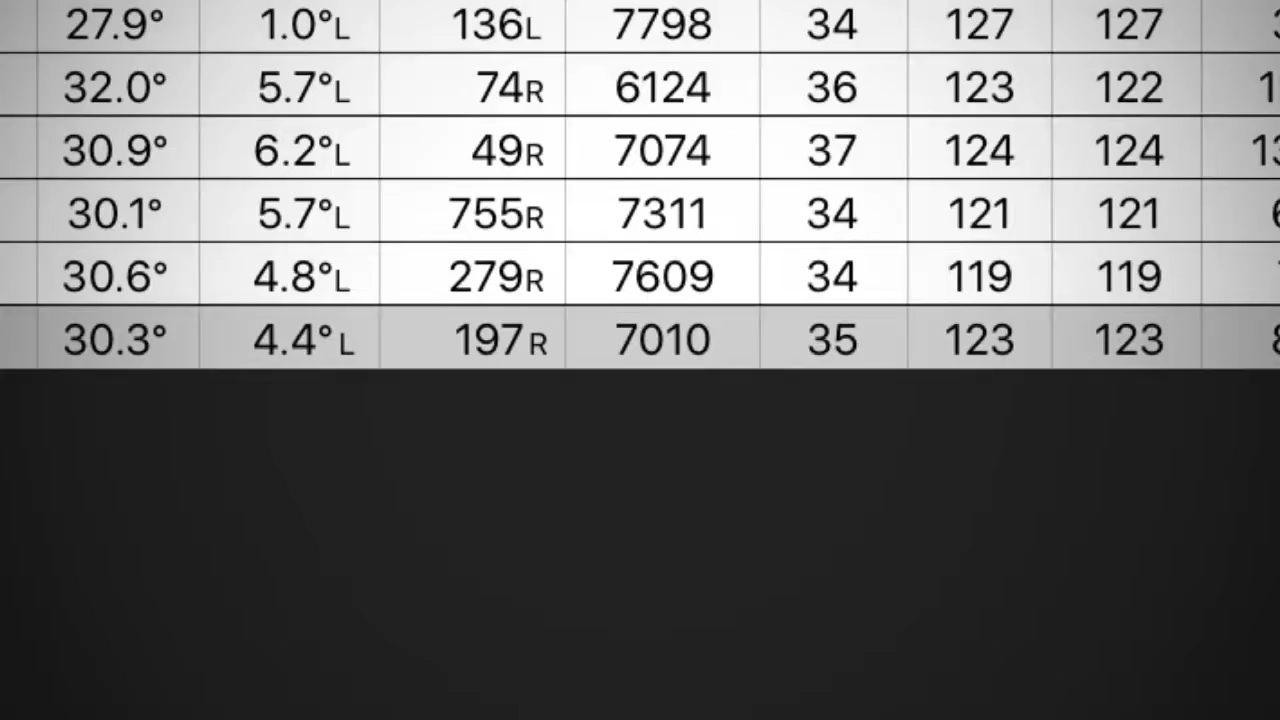 27.9° 1.0°L 136L 7798 34 127 127
32.0° 5.7°L 74R 6124 36 123 122
30.9° 6.2°L 49R 7074 37 124 124
30.1° 5.7°L 755R 7311 34 121 121
30.6° 4.8°L 279R 7609 34 119 119
30.3° 4.4° L 197 R 7010 35 123 123